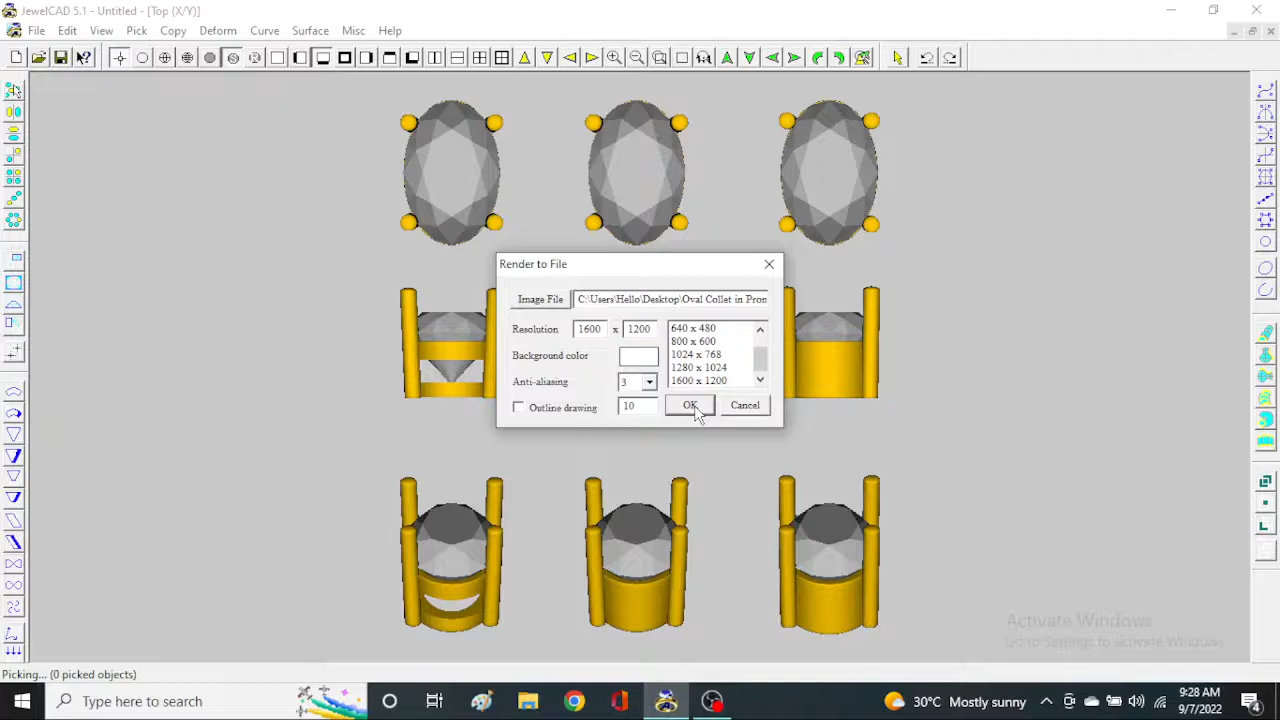 JewelCAD 5.1 - Untitled - [Top (X/Y)]
File Edit View Pick Copy Deform Curve Surface Misc Help
Render to File
Image File C:\Users\Hello\Desktop\Oval Collet in Pron
Resolution 1600 x 1200
640 x 480
800 x 600
1024 x 768
1280 x 1024
1600 x 1200
Background color
Anti-aliasing 3
Outline drawing 10 OK Cancel
Activate Windows
Go to Settings to activate Windows.
Picking... (0 picked objects)
Type here to search
30°C Mostly sunny
9:28 AM
9/7/2022
4